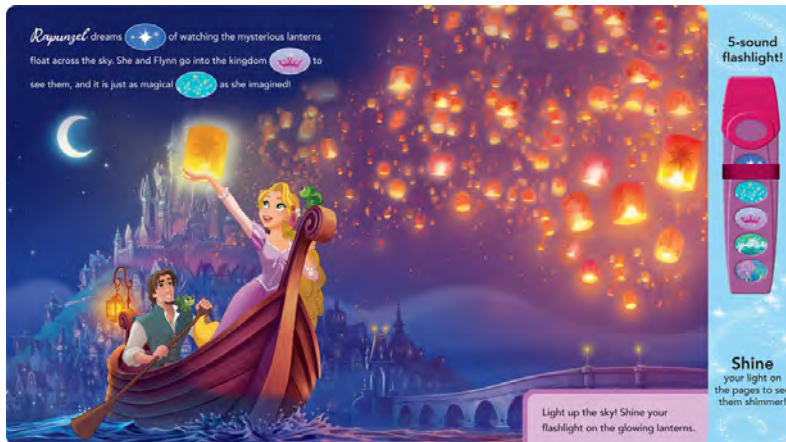 Rapunzel dreams of watching the mysterious lanterns
float across the sky. She and Flynn go into the kingdom to
see them, and it is just as magical as she imagined!
5-sound
flashlight!
Light up the sky! Shine your
flashlight on the glowing lanterns.
Shine
your light on
the pages to see
them shimmer!